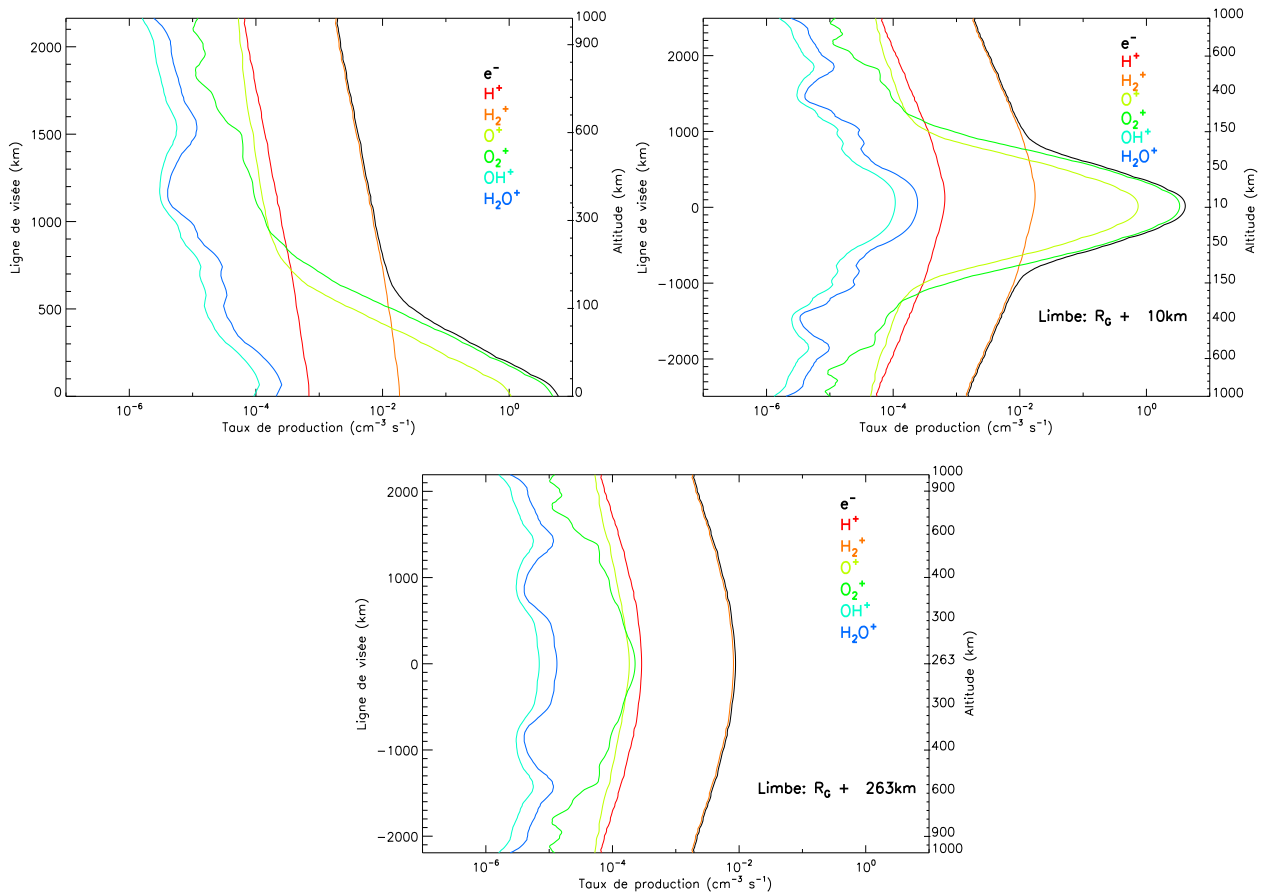 2000
1500
1000
500
0
Ligne de visée (km)
10⁻⁶ 10⁻⁴ 10⁻² 10⁰
Taux de production (cm⁻³ s⁻¹)
1000
900
600
300
100
0
Altitude (km)
e⁻
H⁺
H₂⁺
O⁺
O₂⁺
OH⁺
H₂O⁺
2000
1000
0
−1000
−2000
Ligne de visée (km)
10⁻⁶ 10⁻⁴ 10⁻² 10⁰
Taux de production (cm⁻³ s⁻¹)
1000
600
400
150
50
10
50
150
400
600
1000
Altitude (km)
e⁻
H⁺
H₂⁺
O⁺
O₂⁺
OH⁺
H₂O⁺
Limbe: R_G + 10km
2000
1000
0
−1000
−2000
Ligne de visée (km)
10⁻⁶ 10⁻⁴ 10⁻² 10⁰
Taux de production (cm⁻³ s⁻¹)
1000
900
600
400
300
263
300
400
600
900
1000
Altitude (km)
e⁻
H⁺
H₂⁺
O⁺
O₂⁺
OH⁺
H₂O⁺
Limbe: R_G + 263km